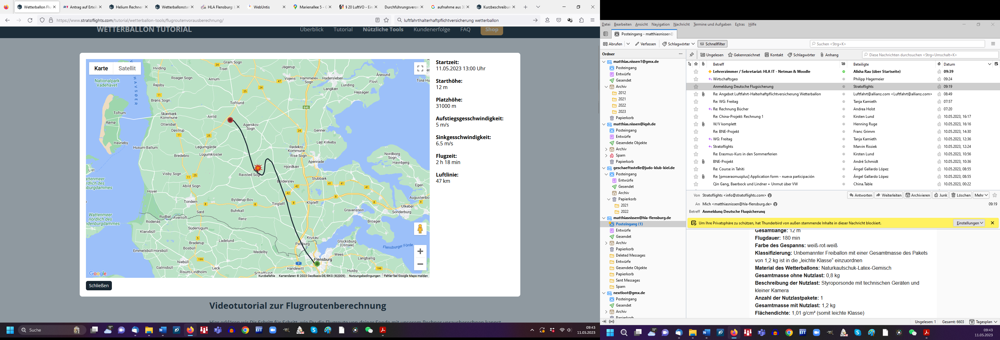 Wetterballon Flu
Antrag auf Erteilu
Helium Rechner
Wetterballonstar
HLA Flensburg:
WebUntis
Marienallee 5 - G
§ 20 LuftVO - Ein
Durchführungsveror
aufnahme aus 30
Kurzbeschreibun
https://www.stratoflights.com/tutorial/wetterballon-tools/flugroutenvorausberechnung/
luftfahrthalterhaftpflichtversicherung wetterballon
WETTERBALLON TUTORIAL
Überblick Tutorial Nützliche Tools Kundenerfolge FAQ Shop
Karte Satellit
Startzeit:
11.05.2023 13:00 Uhr
Starthöhe:
12 m
Platzhöhe:
31000 m
Aufstiegsgesschwindigkeit:
5 m/s
Sinkgesschwindigkeit:
6.5 m/s
Flugzeit:
2 h 18 min
Luftlinie:
47 km
Gram Sogn
Tiset
Hviding
Roager Sogn
Arnum
Jägerup
Vojens
Hammelev
Sogn
Hadersleben
Årøsund
Nationalpark
Vadehavet
Rejsby
Lunding
Flovt
Langkær
Hejsager
Brøns Sogn
Toftlund
Toftum
Rømø
Skærbæk
Kommune
Arrild
Ottersbøl
Agerskov
Sogn
Døstrup
Genner
Havneby
Husum-Ballum
Løgumgårde
Rødekro
Kommune
Løjt Kirkeby
Bredebro
Lügumkloster
Rise Sogn
Apenrade
Nordborg
Sogn
Havnbjerg
Hjordkær
List
Visby Sogn
Ravsted Sogn
Bolderslev
Stubbæk
Egen
Hoyer
Abild Sogn
Augustenbo
Tondern
Bylderup-Bov
Tingleff
Klipleff
Ulkebøl
Sonderburg
Wattenmeer
nördlich des
Sæd
Buhrkall
Gravenstein
Rudbøl
Aventoft
Renz
Broager
Rodenäs
Süderlügum
Klanxbüll
Krusau
Braderup
Ladelund
Pattburg
Glücksburg
(Ostsee)
Flensburger Förde
Emmelsbüll-Horsbüll
Bosbüll
Medelby
Flensburg
Wees
Niebüll
Langballig
Galmsbüll
Leck
Handewitt
Husby
Risum-Lindholm
Schafflund
Google
Kurzbefehle
Kartendaten © 2023 GeoBasis-DE/BKG (©2009)
Nutzungsbedingungen
Fehler bei Google Maps melden
Schließen
Videotutorial zur Flugroutenberechnung
Hier erklären wir Dir Schritt für Schritt, wie Du die Flugroute von deiner Sonde mit unserem Rechner vorausberechnen kannst.
Suche
11°
09:43
11.05.2023
Datei Bearbeiten Ansicht Navigation Nachricht Termine und Aufgaben Extras Hilfe
Posteingang - matthiasnissen@
Abrufen Verfassen Schlagwörter Schnellfilter
Suchen <Strg+K>
Ordner
matthias.nissen1@gmx.de
Posteingang
Entwürfe
Gesendet
Archiv
2012
2021
2022
2023
Papierkorb
matthias.nissen@iqsh.de
Posteingang
Entwürfe
Gesendete Objekte
Archiv
Spam
Papierkorb
geschaeftsstelle@judo-klub-kiel.de
Posteingang
Entwürfe
Gesendet
Archiv
Papierkorb
2021
2022
matthiasnissen@hla-flensburg.de
Posteingang (1)
Entwürfe
Gesendet
Archiv
Papierkorb
Deleted Messages
Entwürfe
Gesendete Objekte
Papierkorb
Sent Messages
Spam
nextloot@gmx.de
Posteingang
Gesendet
Archiv
Papierkorb
Ungelesen Gekennzeichnet Kontakt Schlagwörter Anhang
Diese Nachrichten durchsuchen <Strg+Umschalt+K>
Betreff Beteiligte Datum
Lehrerzimmer / Sekretariat: HLA IT - Netman & Moodle Alisha Rau (über Startseite) 09:39
Wirtschaftsgeo Philipp Hagemeier 09:24
Anmeldung Deutsche Flugsicherung Stratoflights 09:19
Re: Angebot Luftfahrt-Halterhaftpflichtversicherung Wetterballon Luftfahrt@allianz.com <Luftfahrt@allianz.com> 08:49
Re: WG: Freitag Tanja Kamieth 07:57
Re: Rechnung Bücher Andrea Holst 07:20
Re: China-Projekt: Rechnung 1 Kirsten Lund 10.05.2023, 16:17
W/V komplett Henning Ruge 10.05.2023, 16:16
Re: BNE-Projekt Franc Grimm 10.05.2023, 14:30
WG: Freitag Tanja Kamieth 10.05.2023, 12:36
Stratoflights Marvin Rissiek 10.05.2023, 12:24
Re: Erasmus-Kurs in den Sommerferien Kirsten Lund 10.05.2023, 10:56
BNE-Projekt André Schmidt 10.05.2023, 10:36
Re: Course in Tahiti Ángel Gallardo López 10.05.2023, 08:55
Re: [pmserasmusplus] Application form - nueva participación Ángel Gallardo López 10.05.2023, 08:55
Qin Gang, Baerbock und Lindner + Unmut über VW China.Table 10.05.2023, 00:22
Von Stratoflights <info@stratoflights.com>
Antworten Weiterleiten Archivieren Junk Löschen Mehr
An Mich <matthiasnissen@hla-flensburg.de> 09:19
Betreff Anmeldung Deutsche Flugsicherung
Um Ihre Privatsphäre zu schützen, hat Thunderbird von außen stammende Inhalte in dieser Nachricht blockiert.
Einstellungen
Gesamtlänge: 12 m
Flugdauer: 180 min
Farbe des Gespanns: weiß-rot-weiß
Klassifizierung: Unbemannter Freiballon mit einer Gesamtmasse des Pakets
von 1,2 kg ist in die „leichte Klasse“ einzuordnen
Material des Wetterballons: Naturkautschuk-Latex-Gemisch
Gesamtmasse ohne Nutzlast: 0,8 kg
Beschreibung der Nutzlast: Styroporsonde mit technischen Geräten und
kleiner Kamera
Anzahl der Nutzlastpakete: 1
Gesamtmasse mit Nutzlast: 1,2 kg
Flächendichte: 1,01 g/cm² (somit leichte Klasse)
Ungelesen: 1 Gesamt: 6603 Tagesplan
11°
09:43
11.05.2023